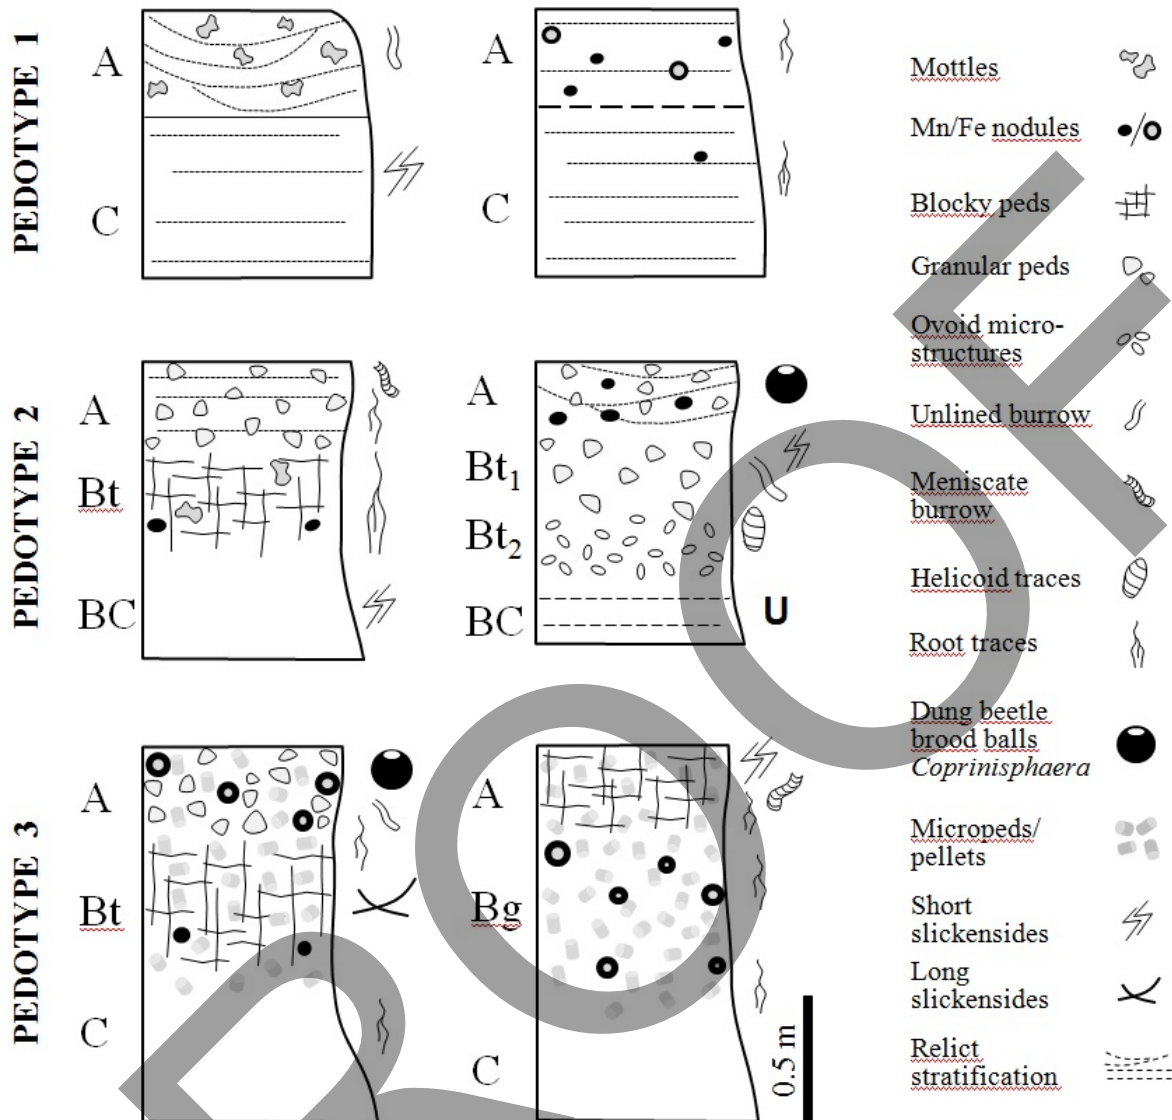 PEDOTYPE 1
A
C
A
C
PEDOTYPE 2
A
Bt
BC
A
Bt1
Bt2
BC
U
PEDOTYPE 3
A
Bt
C
A
Bg
C
0.5 m
Mottles
Mn/Fe nodules
Blocky peds
Granular peds
Ovoid micro-
structures
Unlined burrow
Meniscate
burrow
Helicoid traces
Root traces
Dung beetle
brood balls
Coprinisphaera
Micropeds/
pellets
Short
slickensides
Long
slickensides
Relict
stratification